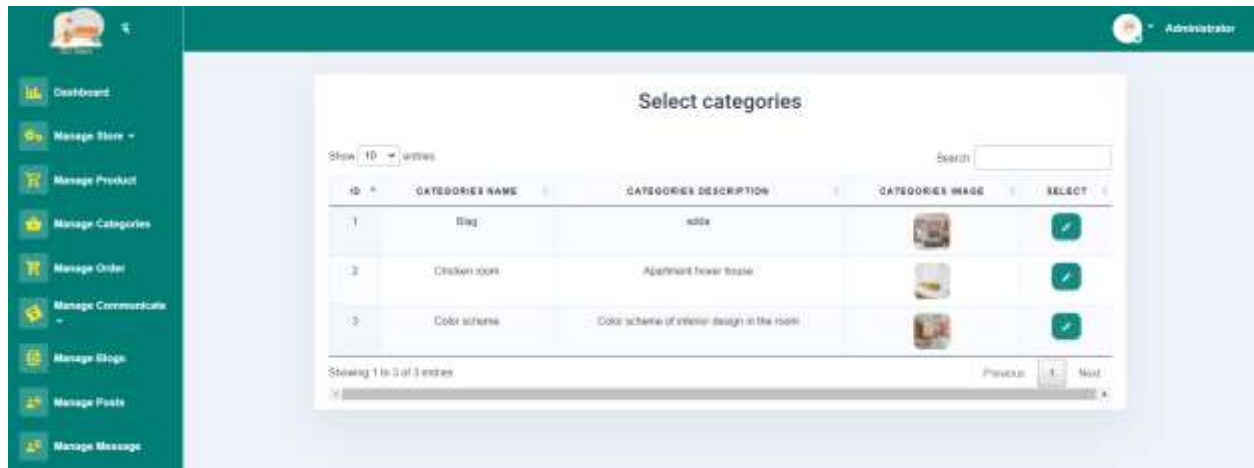 Administrator
Dashboard
Manage Store
Manage Product
Manage Categories
Manage Order
Manage Communicate
Manage Blogs
Manage Posts
Manage Message
Select categories
Show 10 entries
Search
ID CATEGORIES NAME CATEGORIES DESCRIPTION CATEGORIES IMAGE SELECT
1
2 room Apartment house
3 Color scheme Color scheme of interior design in the room
Showing 1 to 3 of 3 entries
Previous 1 Next